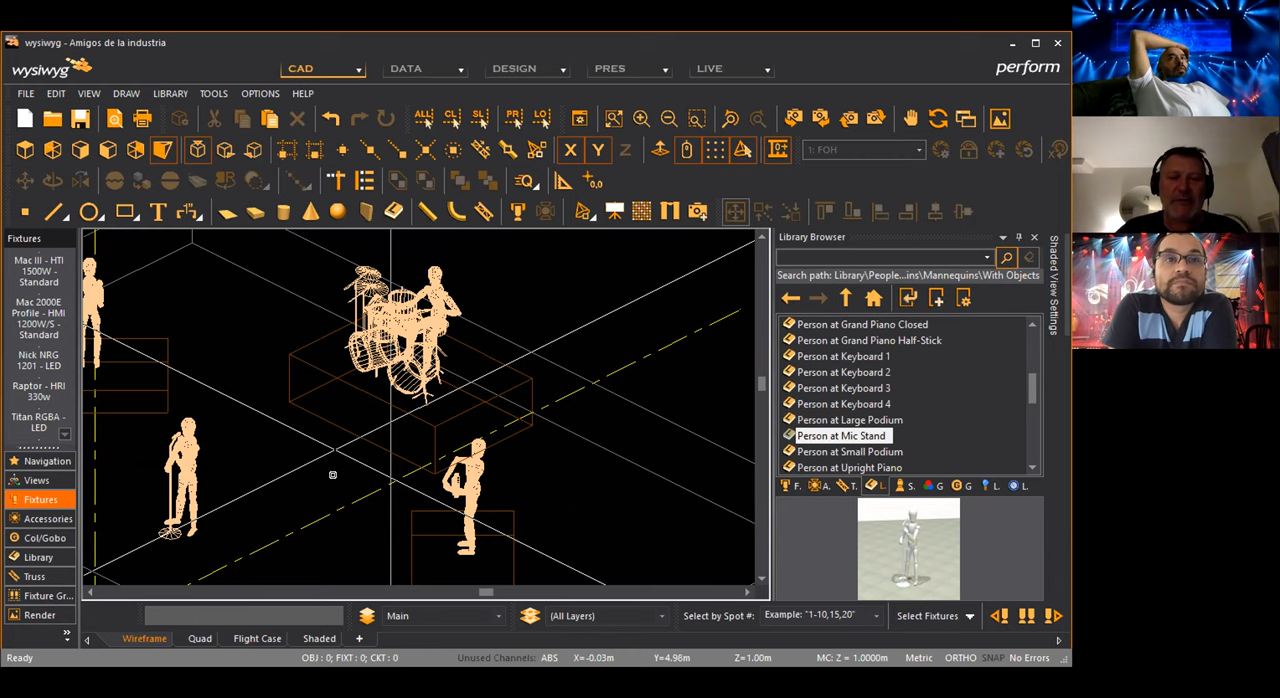 wysiwyg - Amigos de la industria
wysiwyg
CAD
DATA
DESIGN
PRES
LIVE
perform
FILE EDIT VIEW DRAW LIBRARY TOOLS OPTIONS HELP
ALL CL SL PR LO
X Y Z
1: FOH
Fixtures
Library Browser
Mac III - HTI
1500W -
Standard
Mac 2000E
Profile - HMI
1200W/S -
Standard
Nick NRG
1201 - LED
Raptor - HRI
330w
Titan RGBA -
LED -
Navigation
Views
Fixtures
Accessories
Col/Gobo
Library
Truss
Fixture Gr...
Render
Search path: Library\People...ins\Mannequins\With Objects
Person at Grand Piano Closed
Person at Grand Piano Half-Stick
Person at Keyboard 1
Person at Keyboard 2
Person at Keyboard 3
Person at Keyboard 4
Person at Large Podium
Person at Mic Stand
Person at Small Podium
Person at Upright Piano
F. A. T. L. S. G G L. L.
Shaded View Settings
Main
(All Layers)
Select by Spot #:
Example: "1-10,15,20"
Select Fixtures
Wireframe Quad Flight Case Shaded +
Ready
OBJ : 0; FIXT : 0; CKT : 0
Unused Channels: ABS
X=-0.03m
Y=4.98m
Z=1.00m
MC: Z = 1.0000m
Metric
ORTHO
SNAP
No Errors